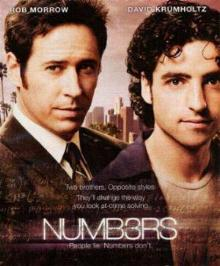 ROB MORROW DAVID KRUMHOLTZ
Two brothers. Opposite styles.
They'll change the way
you look at crime solving.
NUMB3RS
People lie. Numbers don't.